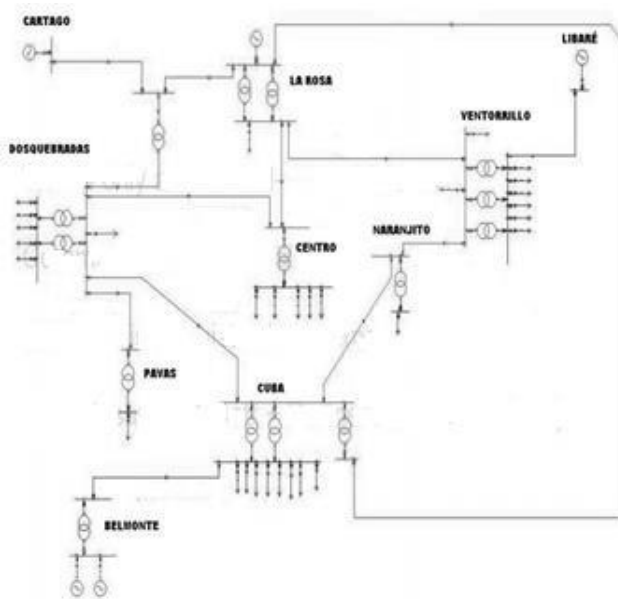 CARTAGO
LIBARÉ
LA ROSA
VENTORRILLO
DOSQUEBRADAS
NARANJITO
CENTRO
PAVAS
CUBA
BELMONTE